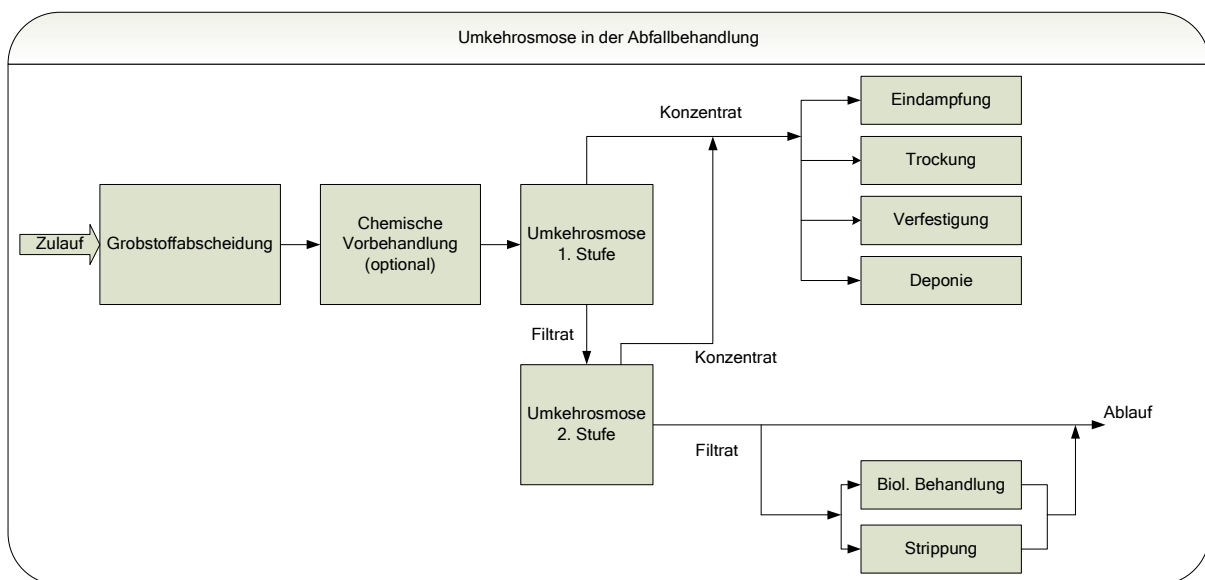 Umkehrosmose in der Abfallbehandlung
Konzentrat
Eindampfung
Trockung
Verfestigung
Deponie
Zulauf
Grobstoffabscheidung
Chemische
Vorbehandlung
(optional)
Umkehrosmose
1. Stufe
Filtrat
Konzentrat
Umkehrosmose
2. Stufe
Filtrat
Ablauf
Biol. Behandlung
Strippung